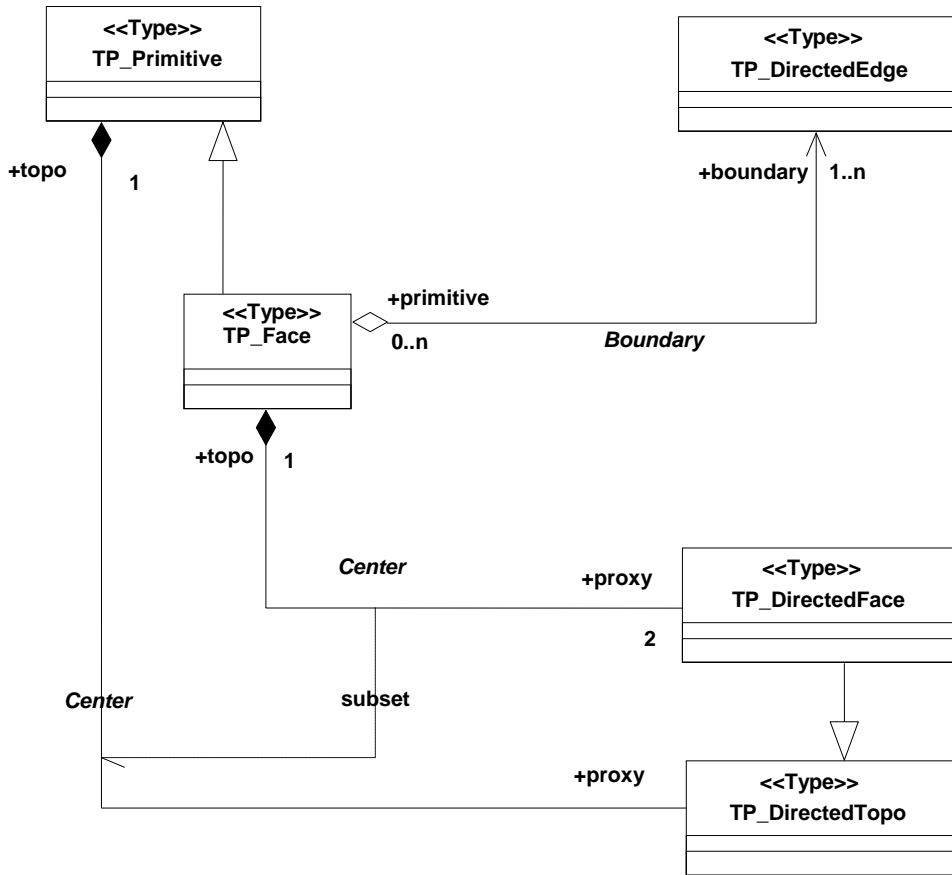 <<Type>>
TP_Primitive
<<Type>>
TP_DirectedEdge
+topo
1
+boundary
1..n
<<Type>>
TP_Face
+primitive
0..n
Boundary
+topo
1
Center
+proxy
2
<<Type>>
TP_DirectedFace
Center
subset
+proxy
<<Type>>
TP_DirectedTopo